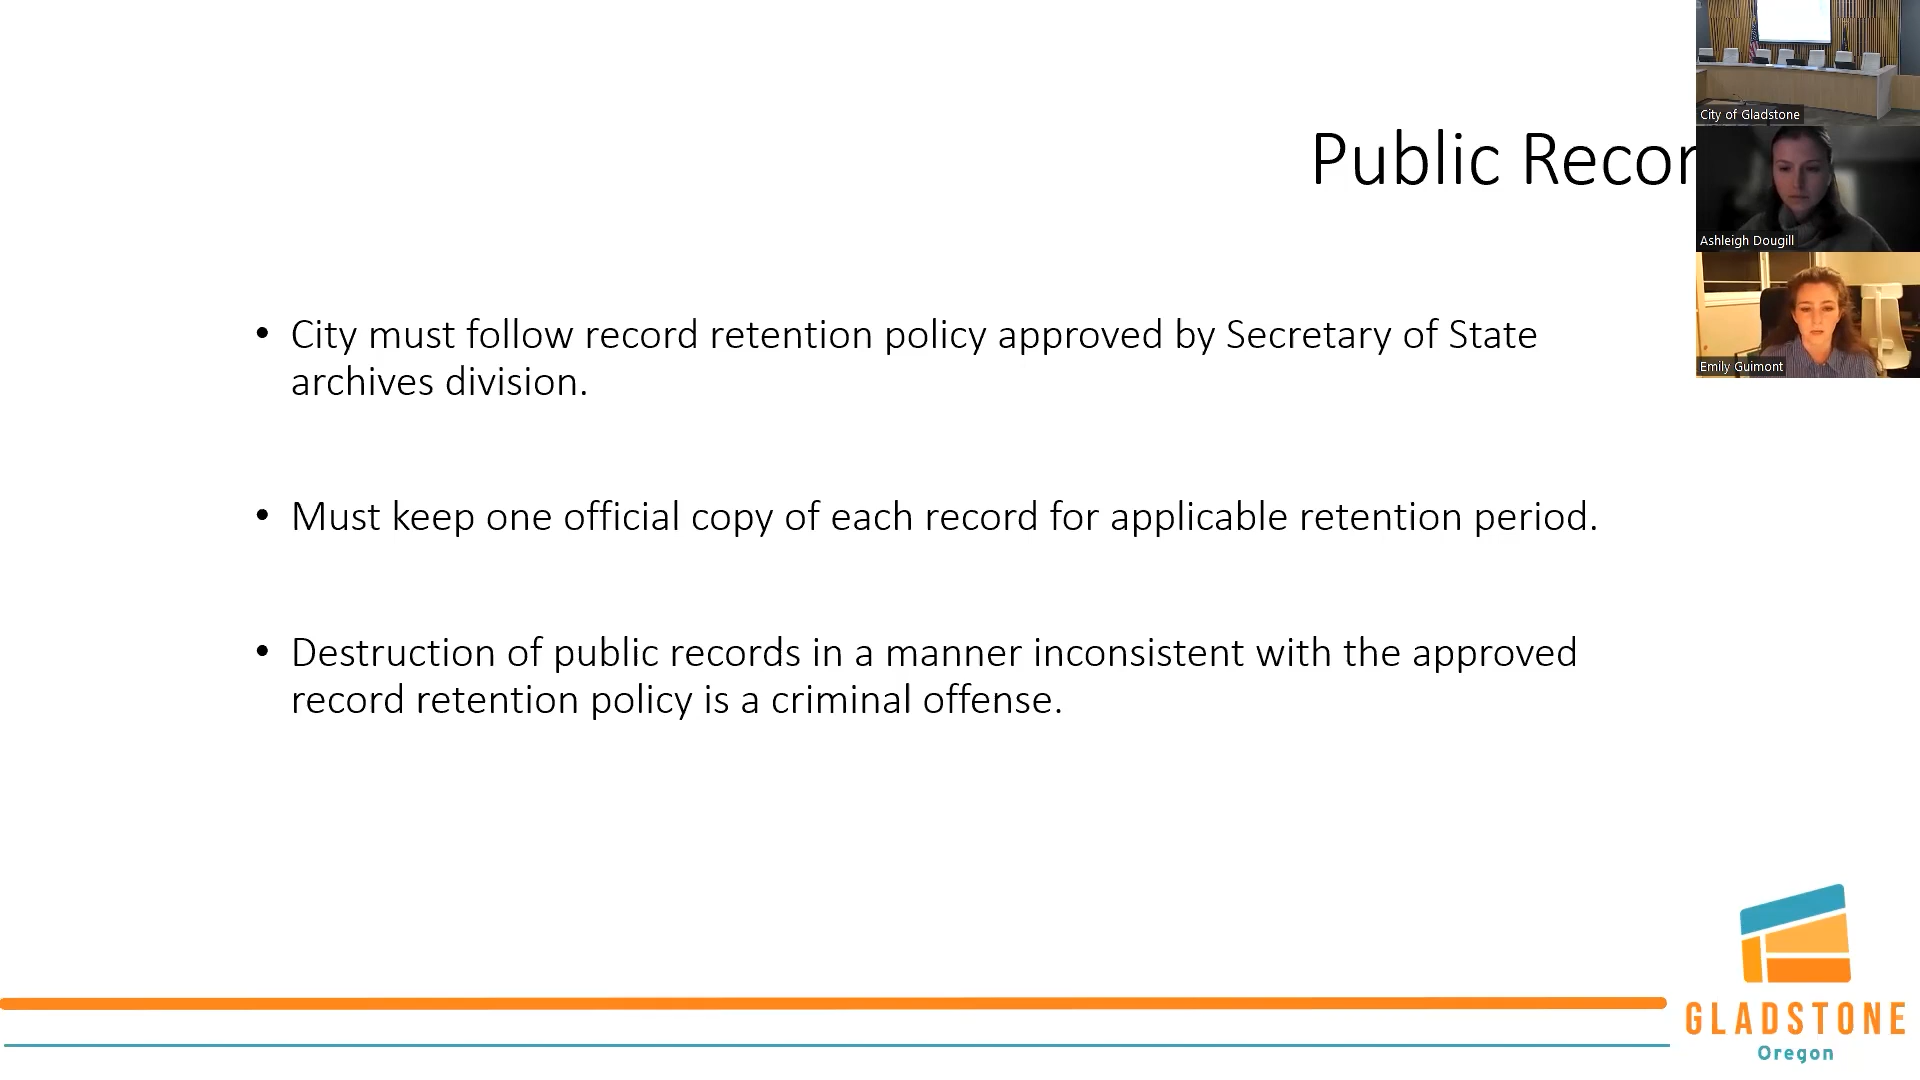 Public Recor
• City must follow record retention policy approved by Secretary of State
archives division.
• Must keep one official copy of each record for applicable retention period.
• Destruction of public records in a manner inconsistent with the approved
record retention policy is a criminal offense.
City of Gladstone
Ashleigh Dougill
Emily Guimont
GLADSTONE
Oregon